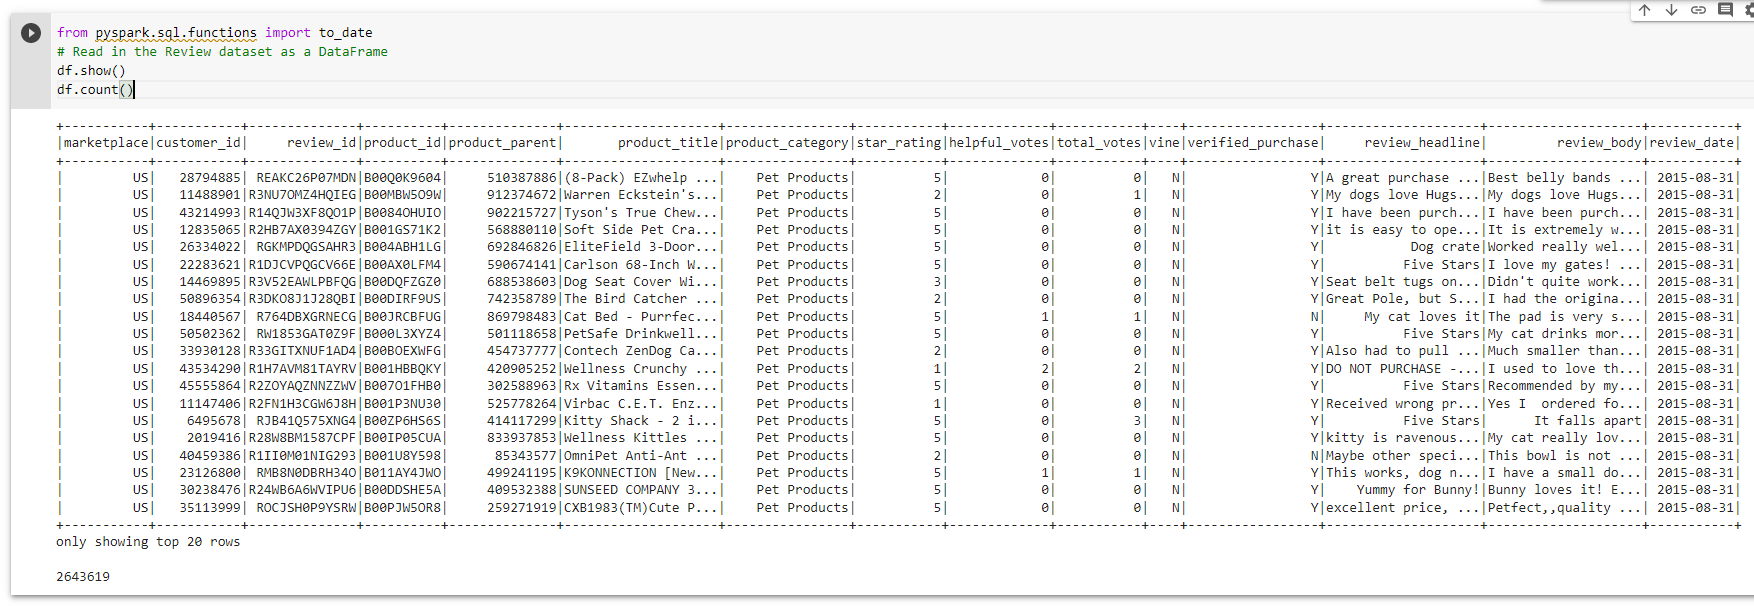 from pyspark.sql.functions import to_date
# Read in the Review dataset as a DataFrame
df.show()
df.count()
+-----------+-----------+--------------+----------+--------------+--------------------+----------------+-----------+-------------+-----------+----+-----------------+--------------------+--------------------+-----------+
|marketplace|customer_id|     review_id|product_id|product_parent|       product_title|product_category|star_rating|helpful_votes|total_votes|vine|verified_purchase|     review_headline|         review_body|review_date|
+-----------+-----------+--------------+----------+--------------+--------------------+----------------+-----------+-------------+-----------+----+-----------------+--------------------+--------------------+-----------+
|         US|   28794885| REAKC26P07MDN|B00Q0K9604|     510387886|(8-Pack) EZwhelp ...|    Pet Products|          5|            0|          0|   N|                Y|A great purchase ...|Best belly bands ...| 2015-08-31|
|         US|   11488901|R3NU7OMZ4HQIEG|B00MBW5O9W|     912374672|Warren Eckstein's...|    Pet Products|          2|            0|          1|   N|                Y|My dogs love Hugs...|My dogs love Hugs...| 2015-08-31|
|         US|   43214993|R14QJW3XF8QO1P|B0084OHUIO|     902215727|Tyson's True Chew...|    Pet Products|          5|            0|          0|   N|                Y|I have been purch...|I have been purch...| 2015-08-31|
|         US|   12835065|R2HB7AX0394ZGY|B001GS71K2|     568880110|Soft Side Pet Cra...|    Pet Products|          5|            0|          0|   N|                Y|it is easy to ope...|It is extremely w...| 2015-08-31|
|         US|   26334022| RGKMPDQGSAHR3|B004ABH1LG|     692846826|EliteField 3-Door...|    Pet Products|          5|            0|          0|   N|                Y|           Dog crate|Worked really wel...| 2015-08-31|
|         US|   22283621|R1DJCVPQGCV66E|B00AX0LFM4|     590674141|Carlson 68-Inch W...|    Pet Products|          5|            0|          0|   N|                Y|          Five Stars|I love my gates! ...| 2015-08-31|
|         US|   14469895|R3V52EAWLPBFQG|B00DQFZGZ0|     688538603|Dog Seat Cover Wi...|    Pet Products|          3|            0|          0|   N|                Y|Seat belt tugs on...|Didn't quite work...| 2015-08-31|
|         US|   50896354|R3DKO8J1J28QBI|B00DIRF9US|     742358789|The Bird Catcher ...|    Pet Products|          2|            0|          0|   N|                Y|Great Pole, but S...|I had the origina...| 2015-08-31|
|         US|   18440567| R764DBXGRNECG|B00JRCBFUG|     869798483|Cat Bed - Purrfec...|    Pet Products|          5|            1|          1|   N|                N|     My cat loves it|The pad is very s...| 2015-08-31|
|         US|   50502362| RW1853GAT0Z9F|B000L3XYZ4|     501118658|PetSafe Drinkwell...|    Pet Products|          5|            0|          0|   N|                Y|          Five Stars|My cat drinks mor...| 2015-08-31|
|         US|   33930128|R33GITXNUF1AD4|B00BOEXWFG|     454737777|Contech ZenDog Ca...|    Pet Products|          2|            0|          0|   N|                Y|Also had to pull ...|Much smaller than...| 2015-08-31|
|         US|   43534290|R1H7AVM81TAYRV|B001HBBQKY|     420905252|Wellness Crunchy ...|    Pet Products|          1|            2|          2|   N|                Y|DO NOT PURCHASE -...|I used to love th...| 2015-08-31|
|         US|   45555864|R2ZOYAQZNNZZWV|B007O1FHB0|     302588963|Rx Vitamins Essen...|    Pet Products|          5|            0|          0|   N|                Y|          Five Stars|Recommended by my...| 2015-08-31|
|         US|   11147406|R2FN1H3CGW6J8H|B001P3NU30|     525778264|Virbac C.E.T. Enz...|    Pet Products|          1|            0|          0|   N|                Y|Received wrong pr...|Yes I  ordered fo...| 2015-08-31|
|         US|    6495678| RJB41Q575XNG4|B00ZP6HS6S|     414117299|Kitty Shack - 2 i...|    Pet Products|          5|            0|          3|   N|                Y|          Five Stars|      It falls apart| 2015-08-31|
|         US|    2019416|R28W8BM1587CPF|B00IP05CUA|     833937853|Wellness Kittles ...|    Pet Products|          5|            0|          0|   N|                Y|kitty is ravenous...|My cat really lov...| 2015-08-31|
|         US|   40459386|R1II0M01NIG293|B001U8Y598|      85343577|OmniPet Anti-Ant ...|    Pet Products|          2|            0|          0|   N|                N|Maybe other speci...|This bowl is not ...| 2015-08-31|
|         US|   23126800| RMB8N0DBRH34O|B011AY4JWO|     499241195|K9KONNECTION [New...|    Pet Products|          5|            1|          1|   N|                Y|This works, dog n...|I have a small do...| 2015-08-31|
|         US|   30238476|R24WB6A6WVIPU6|B00DDSHE5A|     409532388|SUNSEED COMPANY 3...|    Pet Products|          5|            0|          0|   N|                Y|    Yummy for Bunny!|Bunny loves it! E...| 2015-08-31|
|         US|   35113999| ROCJSH0P9YSRW|B00PJW5OR8|     259271919|CXB1983(TM)Cute P...|    Pet Products|          5|            0|          0|   N|                Y|excellent price, ...|Petfect,,quality ...| 2015-08-31|
+-----------+-----------+--------------+----------+--------------+--------------------+----------------+-----------+-------------+-----------+----+-----------------+--------------------+--------------------+-----------+
only showing top 20 rows
2643619